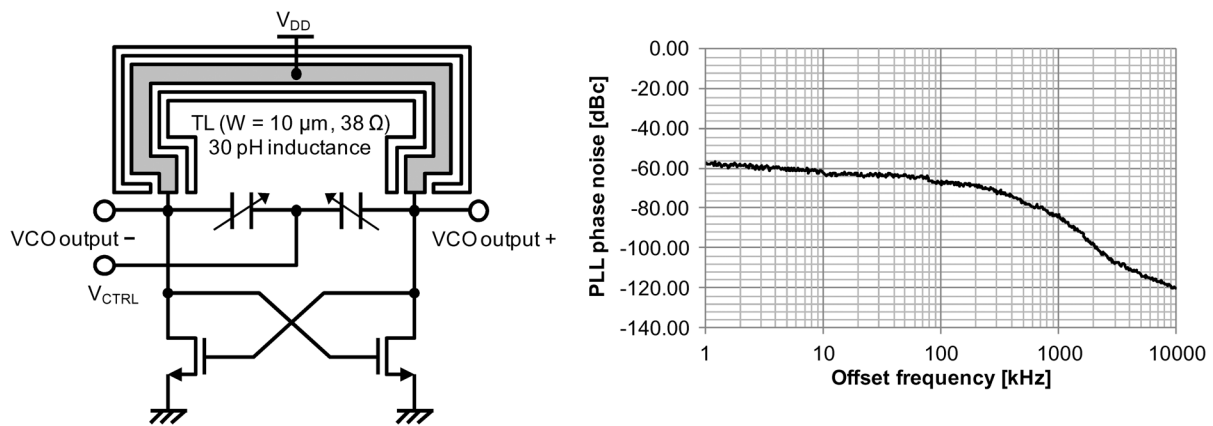 V_DD
TL (W = 10 µm, 38 Ω)
30 pH inductance
VCO output −
VCO output +
V_CTRL
PLL phase noise [dBc]
0.00
-20.00
-40.00
-60.00
-80.00
-100.00
-120.00
-140.00
1
10
100
1000
10000
Offset frequency [kHz]